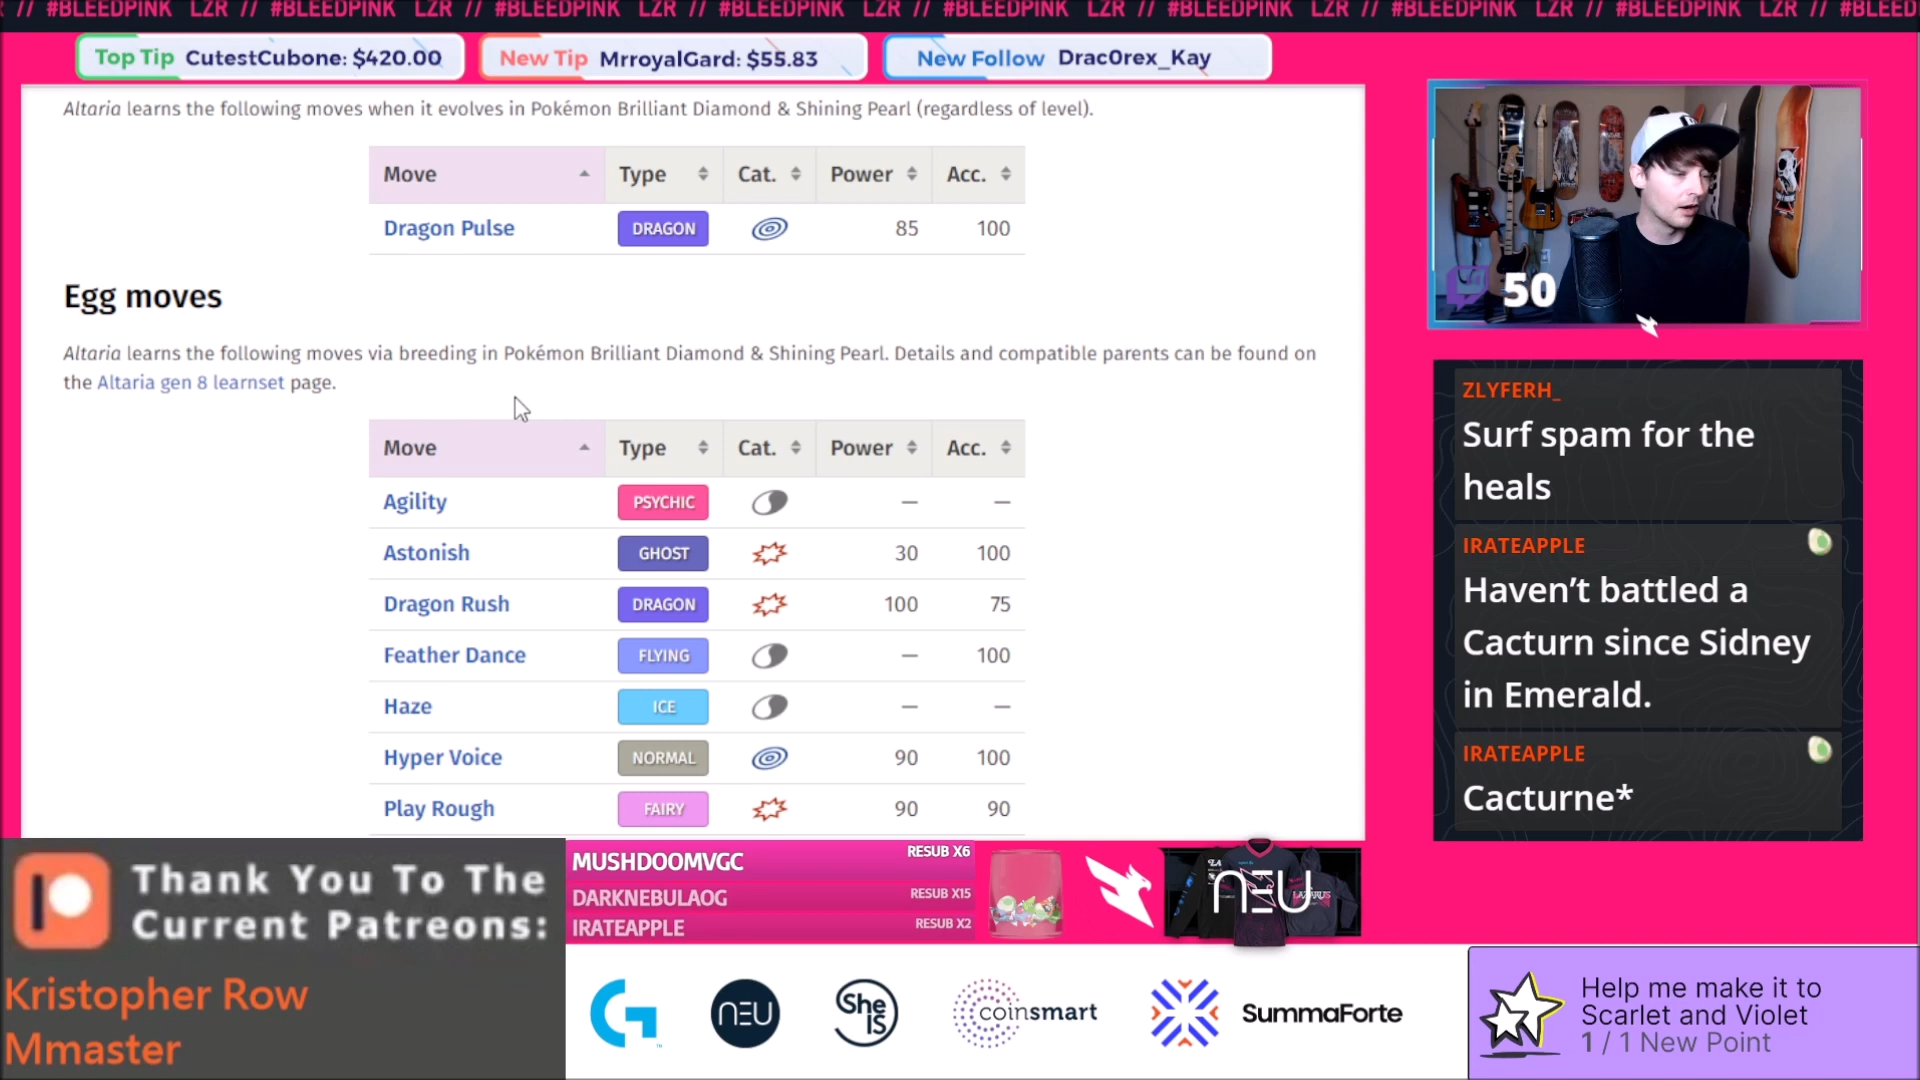 // #BLEEDPINK LZR // #BLEEDPINK LZR // #BLEEDPINK LZR // #BLEEDPINK LZR // #BLEEDPINK LZR // #BLEEDPINK LZR // #BLEEDPINK LZR // #BLEEDPINK LZR // #BLEED
Top Tip CutestCubone: $420.00
New Tip MrroyalGard: $55.83
New Follow Drac0rex_Kay
Altaria learns the following moves when it evolves in Pokémon Brilliant Diamond & Shining Pearl (regardless of level).
Move Type Cat. Power Acc.
Dragon Pulse DRAGON 85 100
Egg moves
Altaria learns the following moves via breeding in Pokémon Brilliant Diamond & Shining Pearl. Details and compatible parents can be found on
the Altaria gen 8 learnset page.
Move Type Cat. Power Acc.
Agility PSYCHIC — —
Astonish GHOST 30 100
Dragon Rush DRAGON 100 75
Feather Dance FLYING — 100
Haze ICE — —
Hyper Voice NORMAL 90 100
Play Rough FAIRY 90 90
50
ZLYFERH_
Surf spam for the
heals
IRATEAPPLE
Haven't battled a
Cacturn since Sidney
in Emerald.
IRATEAPPLE
Cacturne*
Thank You To The
Current Patreons:
Kristopher Row
Mmaster
MUSHDOOMVGC RESUB X6
DARKNEBULAOG RESUB X15
IRATEAPPLE RESUB X2
NEU
G
NEU
She
IS
coinsmart
SummaForte
Help me make it to
Scarlet and Violet
1 / 1 New Point